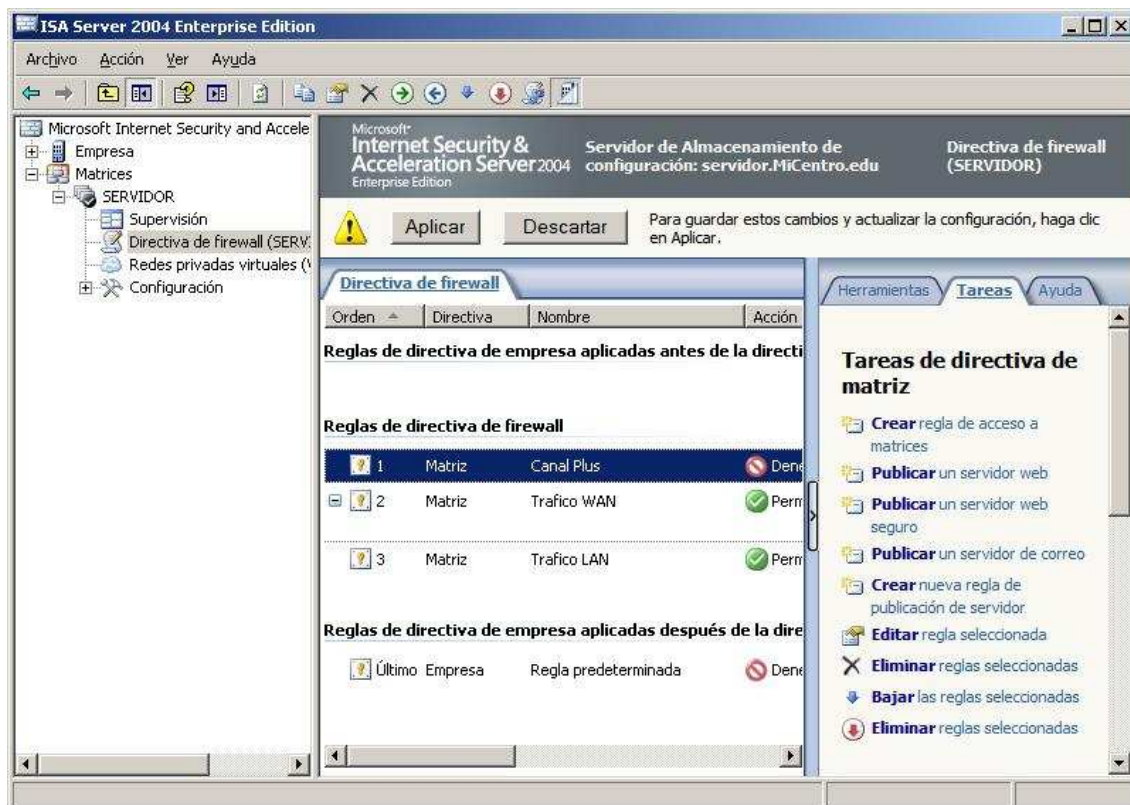 ISA Server 2004 Enterprise Edition
Archivo Acción Ver Ayuda
Microsoft Internet Security and Accele
Empresa
Matrices
SERVIDOR
Supervisión
Directiva de firewall (SERV
Redes privadas virtuales (
Configuración
Microsoft
Internet Security &
Acceleration Server 2004
Enterprise Edition
Servidor de Almacenamiento de
configuración: servidor.MiCentro.edu
Directiva de firewall
(SERVIDOR)
Aplicar
Descartar
Para guardar estos cambios y actualizar la configuración, haga clic
en Aplicar.
Directiva de firewall
Orden Directiva Nombre Acción
Reglas de directiva de empresa aplicadas antes de la directi
Reglas de directiva de firewall
1 Matriz Canal Plus Dene
2 Matriz Trafico WAN Perm
3 Matriz Trafico LAN Perm
Reglas de directiva de empresa aplicadas después de la dire
Último Empresa Regla predeterminada Dene
Herramientas Tareas Ayuda
Tareas de directiva de
matriz
Crear regla de acceso a
matrices
Publicar un servidor web
Publicar un servidor web
seguro
Publicar un servidor de correo
Crear nueva regla de
publicación de servidor
Editar regla seleccionada
Eliminar reglas seleccionadas
Bajar las reglas seleccionadas
Eliminar reglas seleccionadas